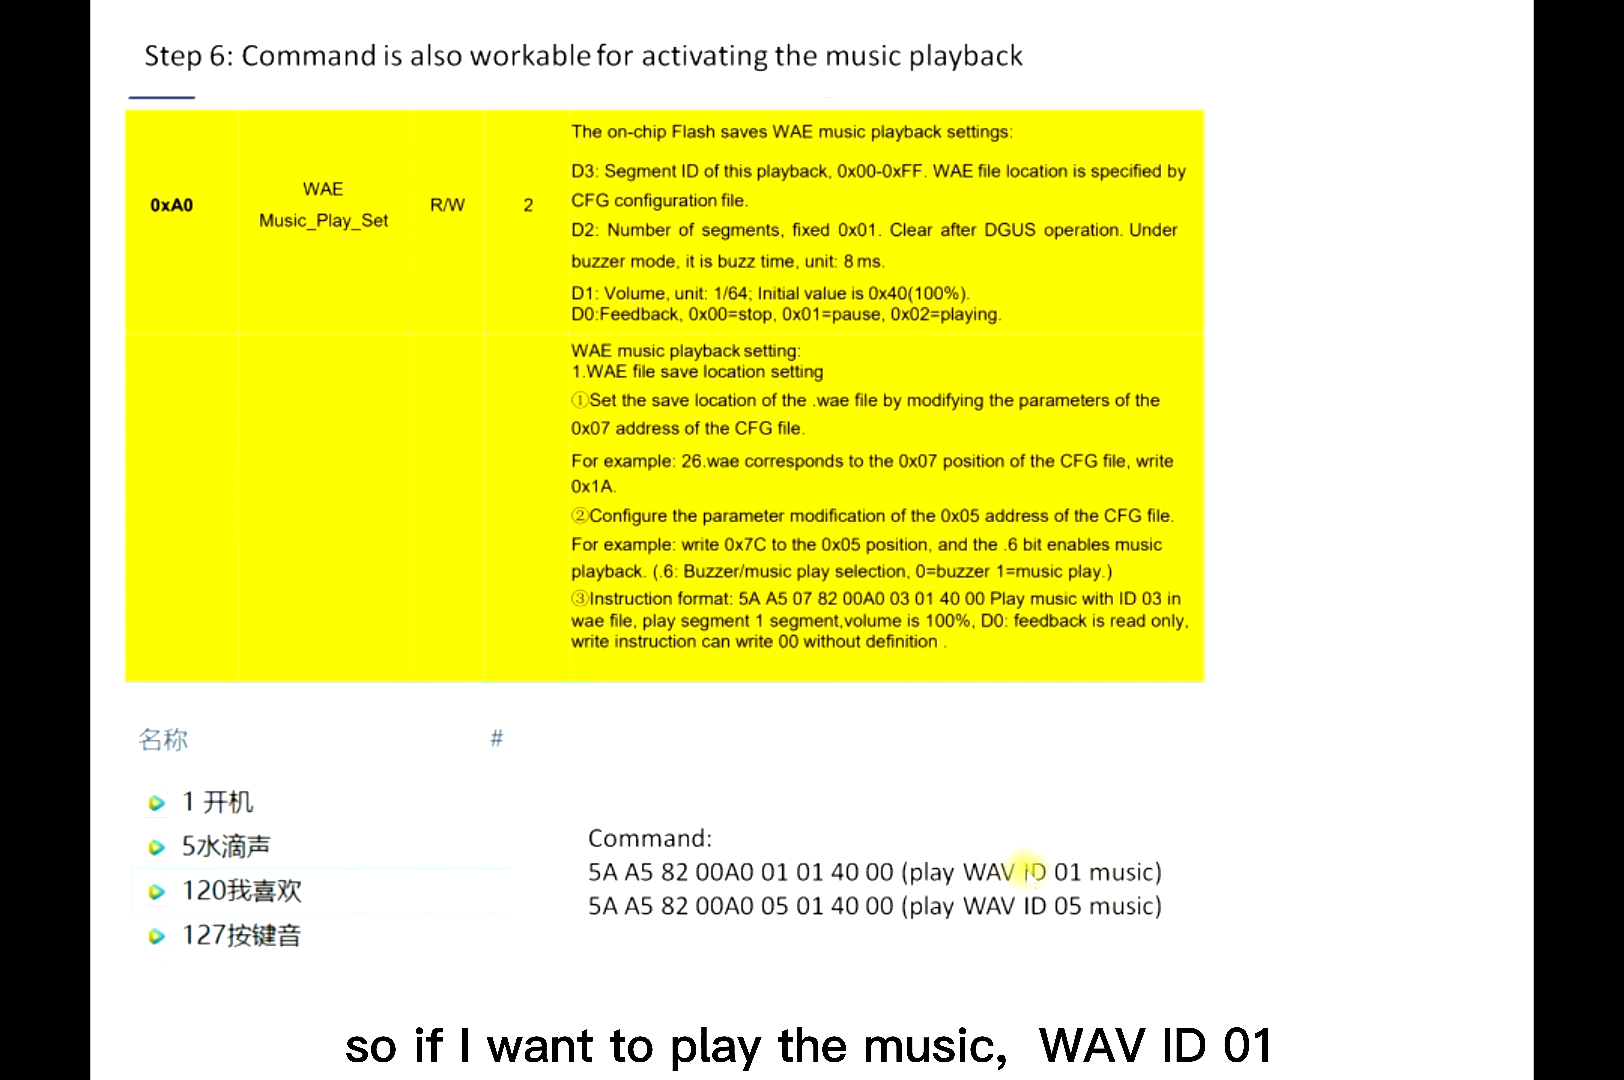 Step 6: Command is also workable for activating the music playback
0xA0
WAE
Music_Play_Set
R/W
2
The on-chip Flash saves WAE music playback settings:
D3: Segment ID of this playback, 0x00-0xFF. WAE file location is specified by
CFG configuration file.
D2: Number of segments, fixed 0x01. Clear after DGUS operation. Under
buzzer mode, it is buzz time, unit: 8 ms.
D1: Volume, unit: 1/64; Initial value is 0x40(100%).
D0:Feedback, 0x00=stop, 0x01=pause, 0x02=playing.
WAE music playback setting:
1.WAE file save location setting
①Set the save location of the .wae file by modifying the parameters of the
0x07 address of the CFG file.
For example: 26.wae corresponds to the 0x07 position of the CFG file, write
0x1A.
②Configure the parameter modification of the 0x05 address of the CFG file.
For example: write 0x7C to the 0x05 position, and the .6 bit enables music
playback. (.6: Buzzer/music play selection, 0=buzzer 1=music play.)
③Instruction format: 5A A5 07 82 00A0 03 01 40 00 Play music with ID 03 in
wae file, play segment 1 segment,volume is 100%, D0: feedback is read only,
write instruction can write 00 without definition .
名称 #
1 开机
5水滴声
120我喜欢
127按键音
Command:
5A A5 82 00A0 01 01 40 00 (play WAV ID 01 music)
5A A5 82 00A0 05 01 40 00 (play WAV ID 05 music)
so if I want to play the music, WAV ID 01